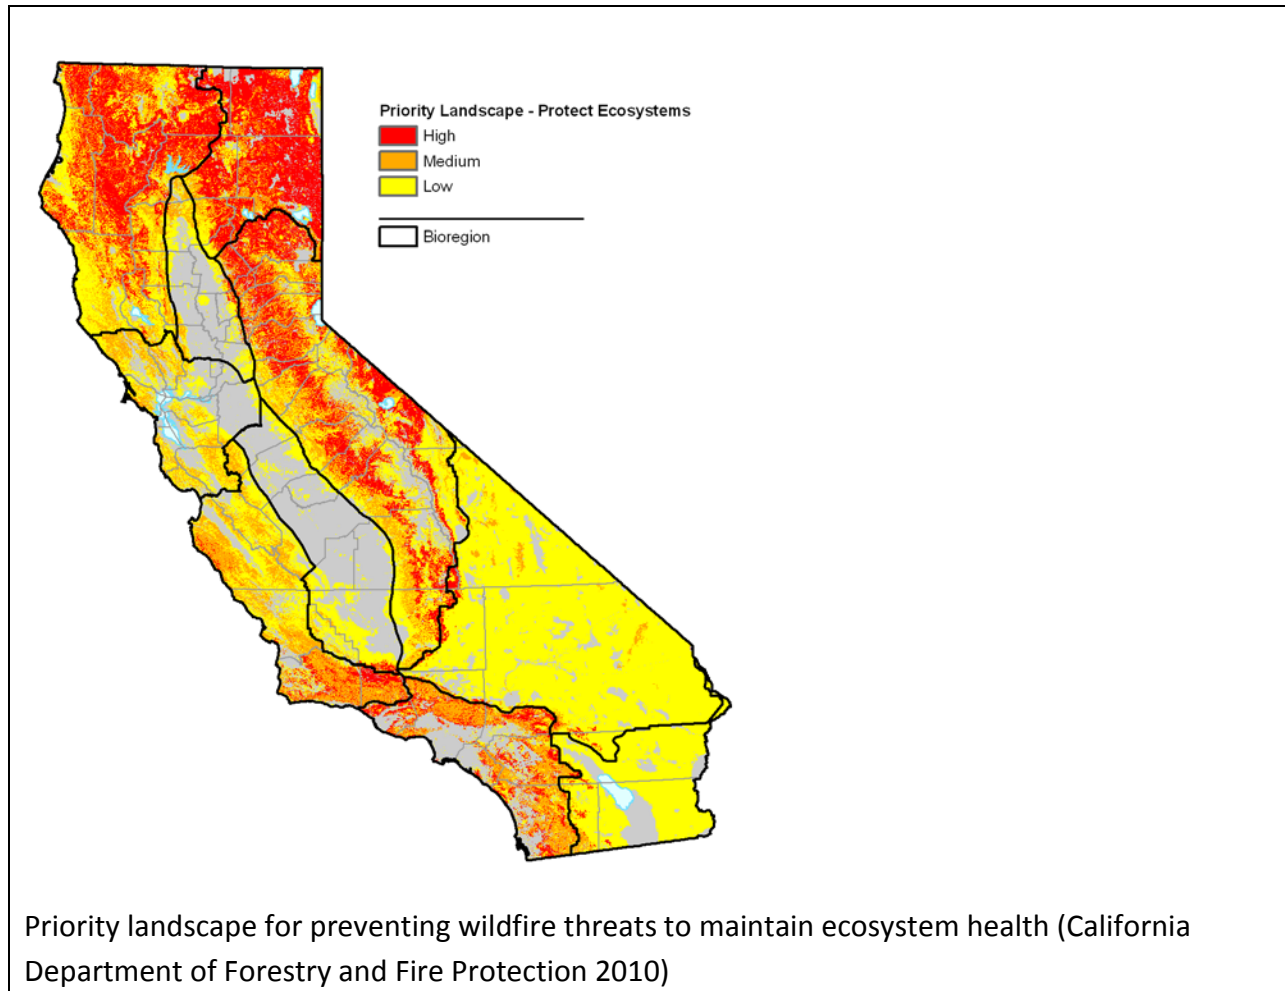 Priority Landscape - Protect Ecosystems
High
Medium
Low
Bioregion
Priority landscape for preventing wildfire threats to maintain ecosystem health (California
Department of Forestry and Fire Protection 2010)